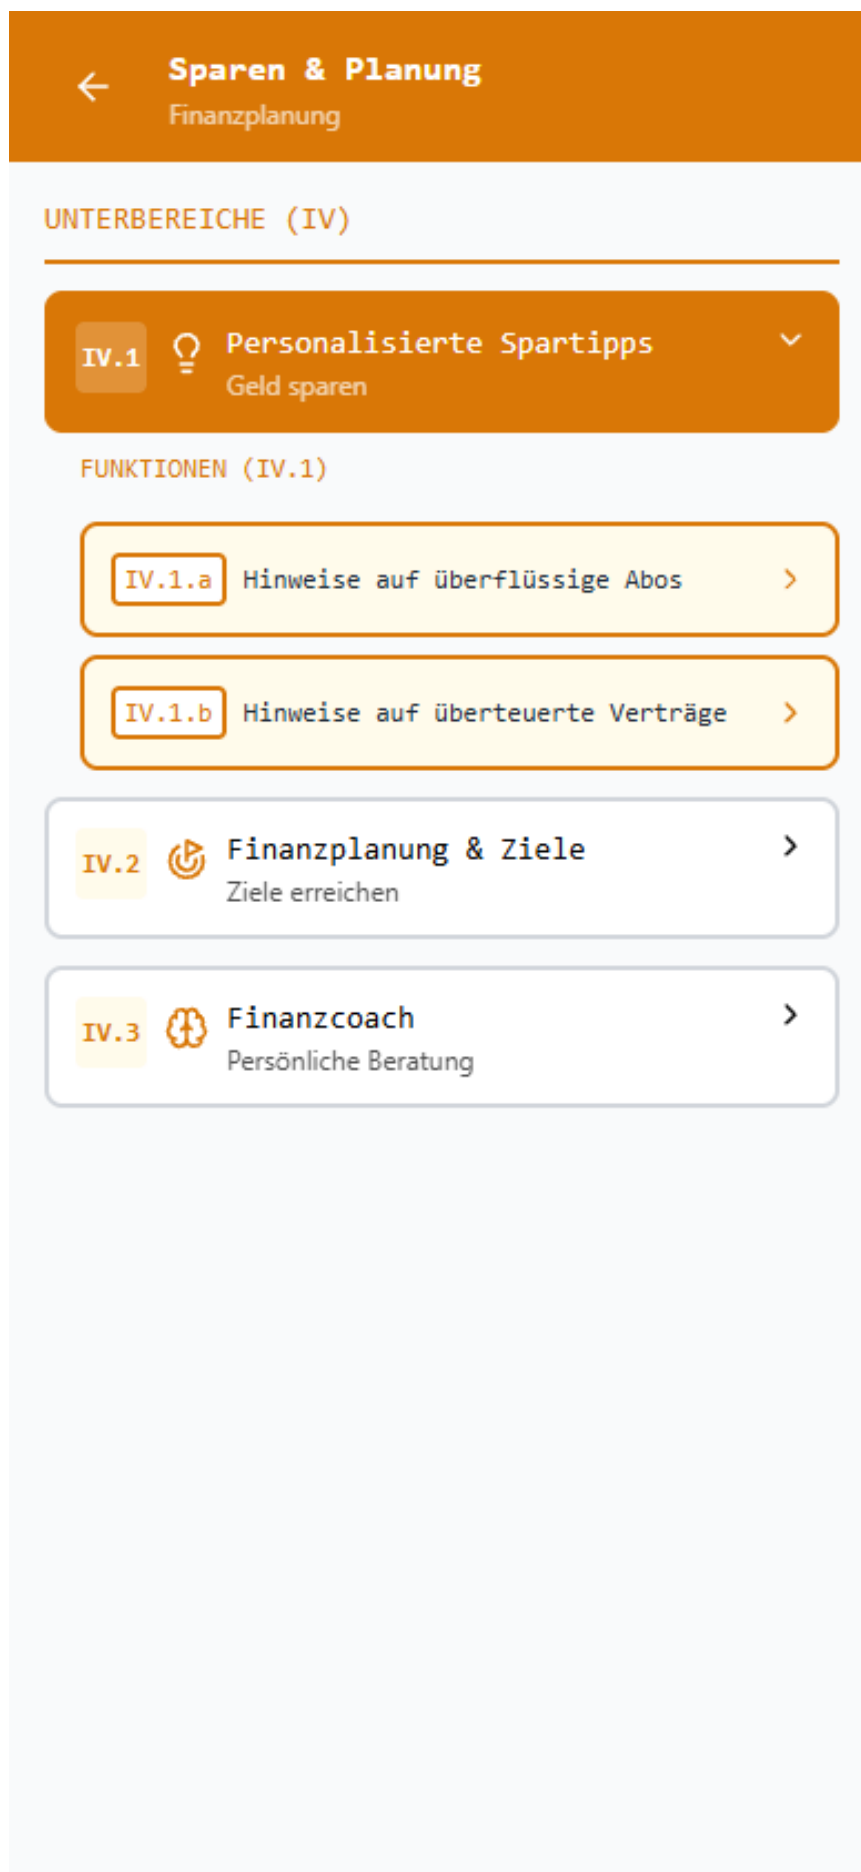 Sparen & Planung
Finanzplanung
UNTERBEREICHE (IV)
IV.1
Personalisierte Spartipps
Geld sparen
FUNKTIONEN (IV.1)
IV.1.a Hinweise auf überflüssige Abos
IV.1.b Hinweise auf überteuerte Verträge
IV.2
Finanzplanung & Ziele
Ziele erreichen
IV.3
Finanzcoach
Persönliche Beratung